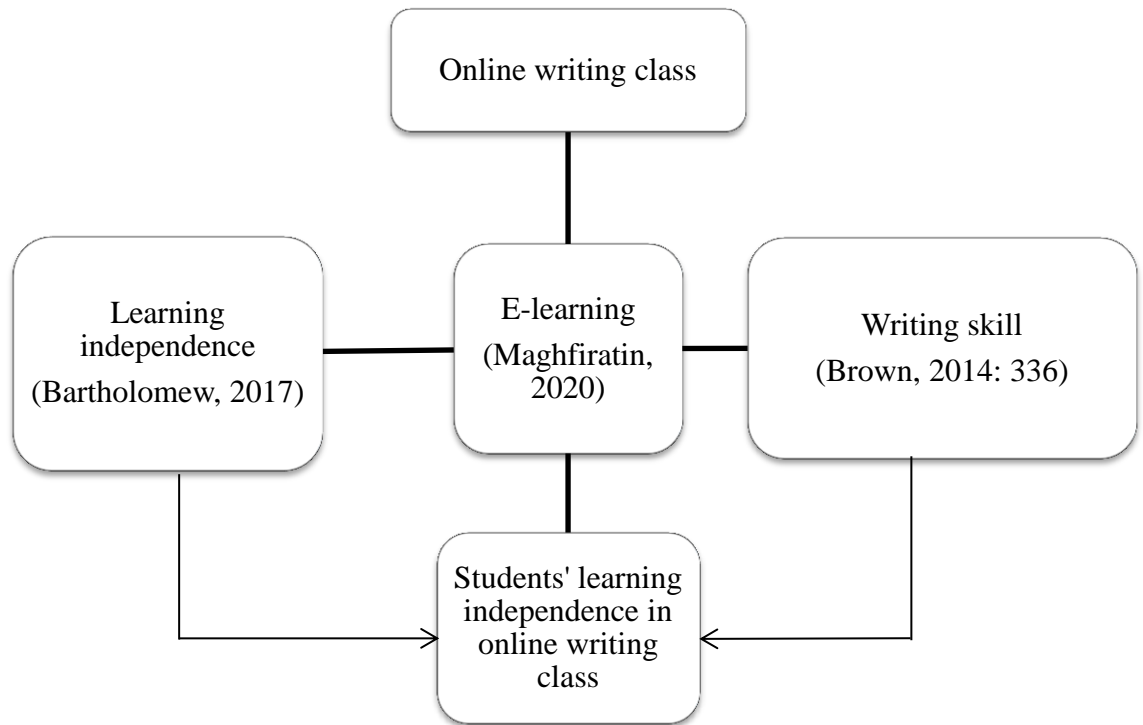 Online writing class
Learning
independence
(Bartholomew, 2017)
E-learning
(Maghfiratin,
2020)
Writing skill
(Brown, 2014: 336)
Students' learning
independence in
online writing
class